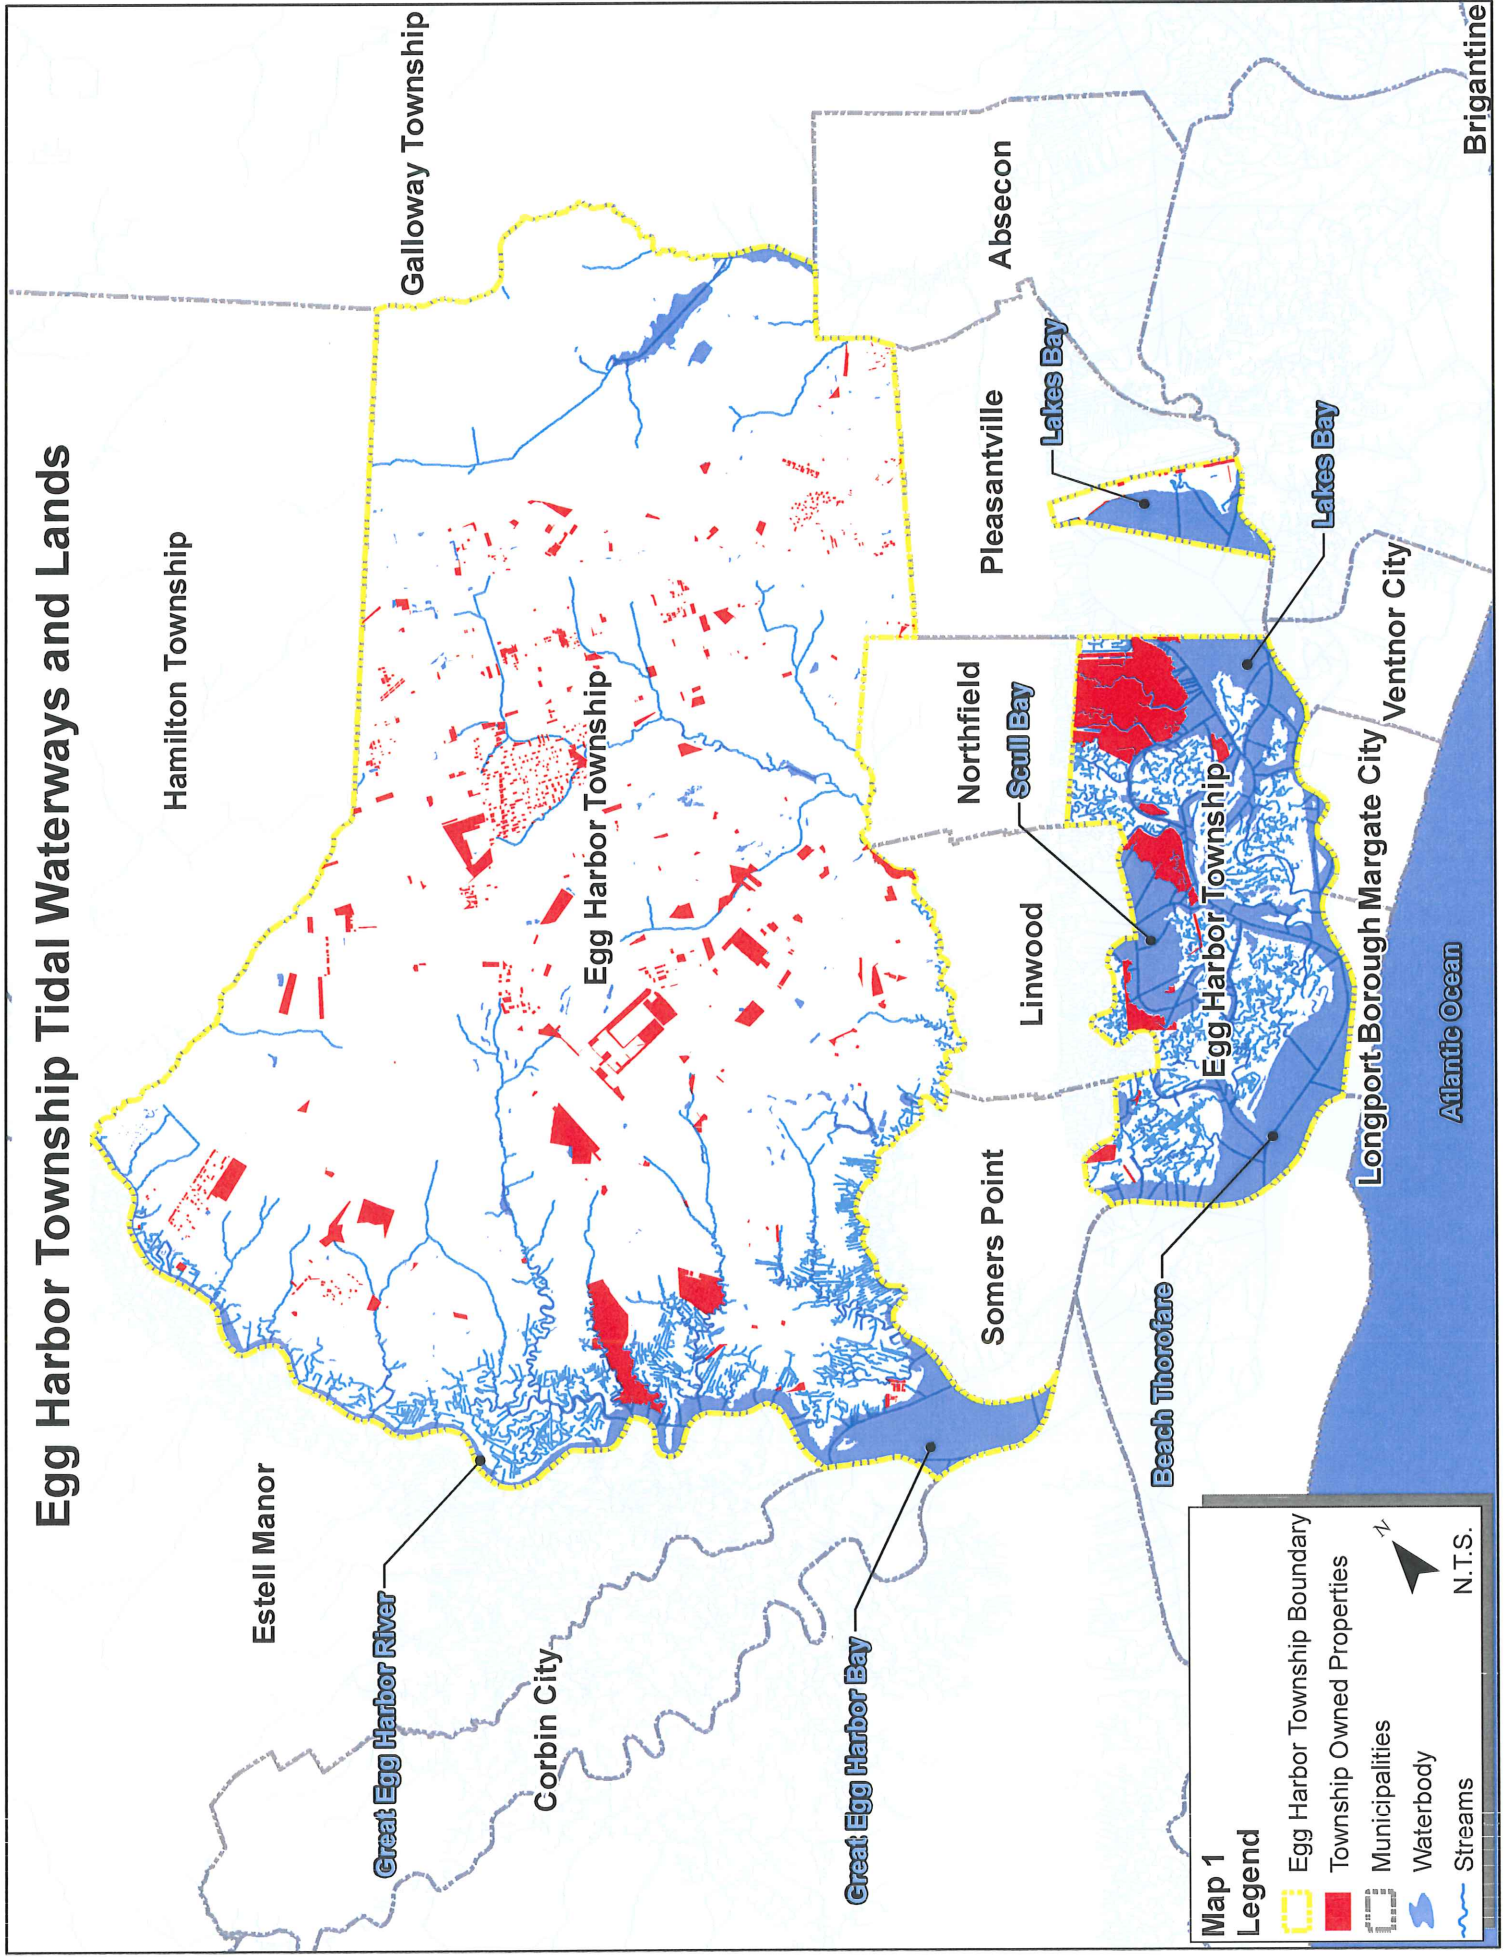 Egg Harbor Township Tidal Waterways and Lands
Hamilton Township
Galloway Township
Estell Manor
Great Egg Harbor River
Egg Harbor Township
Corbin City
Great Egg Harbor Bay
Somers Point
Linwood
Northfield
Scull Bay
Pleasantville
Absecon
Lakes Bay
Egg Harbor Township
Lakes Bay
Beach Thorofare
Longport Borough
Margate City
Ventnor City
Brigantine
Atlantic Ocean
Map 1
Legend
Egg Harbor Township Boundary
Township Owned Properties
Municipalities
Waterbody
Streams
N
N.T.S.